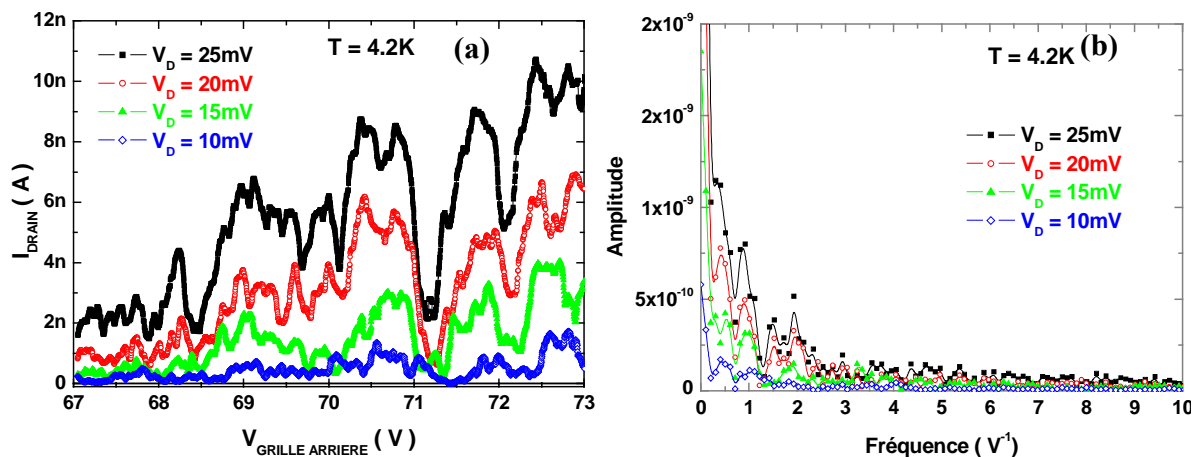 12n
10n
8n
6n
4n
2n
0
67 68 69 70 71 72 73
I_DRAIN (A)
V_GRILLE ARRIERE ( V )
T = 4.2K (a)
V_D = 25mV
V_D = 20mV
V_D = 15mV
V_D = 10mV
2x10⁻⁹
2x10⁻⁹
1x10⁻⁹
5x10⁻¹⁰
0
0 1 2 3 4 5 6 7 8 9 10
Amplitude
Fréquence ( V⁻¹)
T = 4.2K (b)
V_D = 25mV
V_D = 20mV
V_D = 15mV
V_D = 10mV